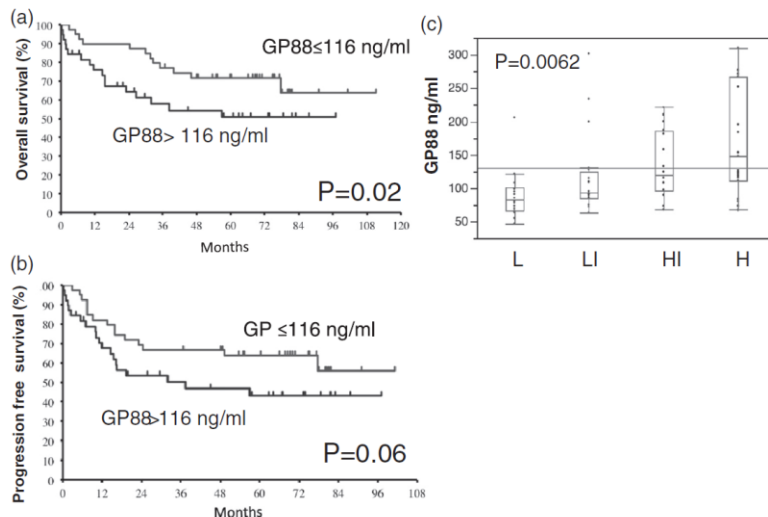 (a)
Overall survival (%)
100
90
80
70
60
50
40
30
20
10
0
GP88≤116 ng/ml
GP88> 116 ng/ml
P=0.02
0 12 24 36 48 60 72 84 96 108 120
Months
(b)
Progression free survival (%)
00
90
80
70
60
50
40
30
20
10
0
GP ≤116 ng/ml
GP88>116 ng/ml
P=0.06
0 12 24 36 48 60 72 84 96 108
Months
(c)
GP88 ng/ml
300
250
200
150
100
50
P=0.0062
L LI HI H